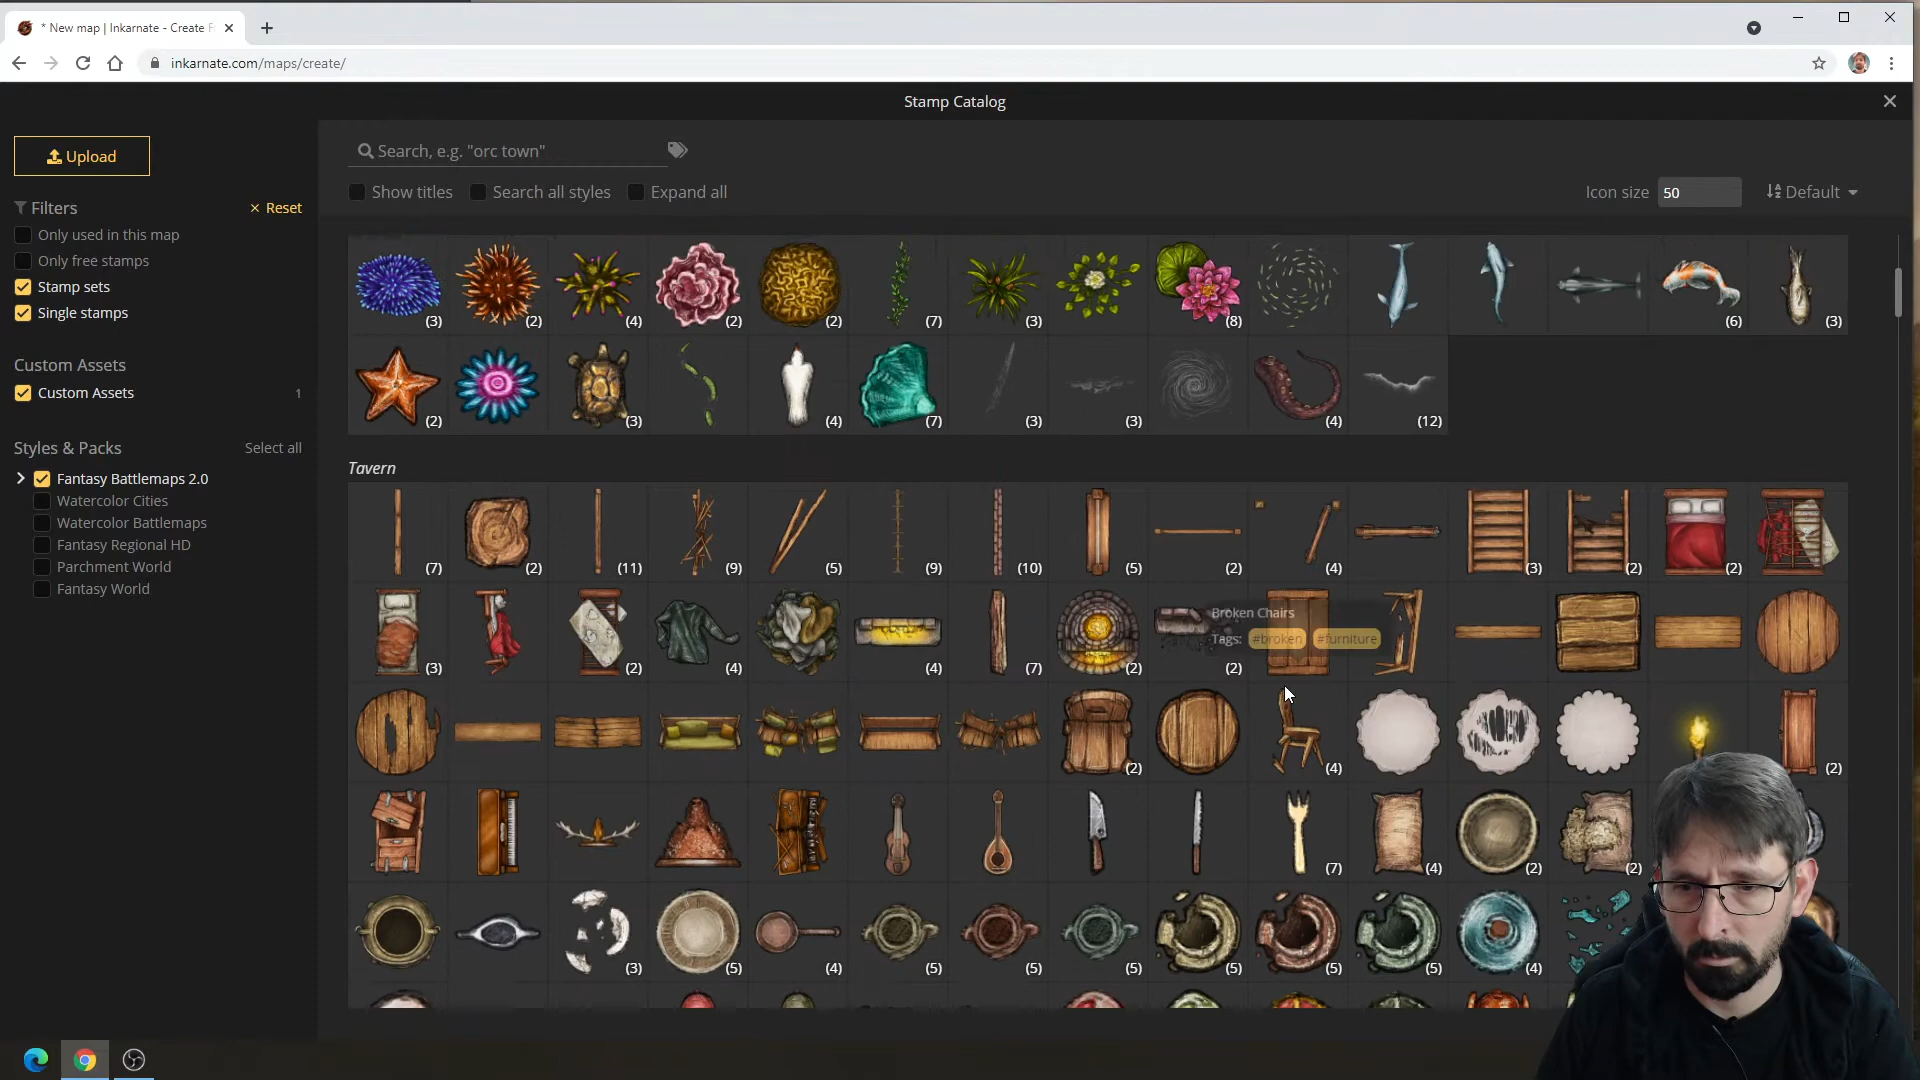 * New map | Inkarnate - Create F
inkarnate.com/maps/create/
Stamp Catalog
Upload
Search, e.g. "orc town"
Show titles
Search all styles
Expand all
Icon size
50
Default
Filters
Reset
Only used in this map
Only free stamps
Stamp sets
Single stamps
Custom Assets
Custom Assets
1
Styles & Packs
Select all
Fantasy Battlemaps 2.0
Watercolor Cities
Watercolor Battlemaps
Fantasy Regional HD
Parchment World
Fantasy World
(3) (2) (4) (2) (2) (7) (3) (8) (6) (3)
(2) (3) (4) (7) (3) (3) (4) (12)
Tavern
(7) (2) (11) (9) (5) (9) (10) (5) (2) (4) (3) (2) (2)
Broken Chairs
Tags: #broken #furniture
(3) (2) (4) (4) (7) (2) (2)
(2) (4) (2)
(7) (4) (2) (2)
(3) (5) (4) (5) (5) (5) (5) (5) (5) (4)